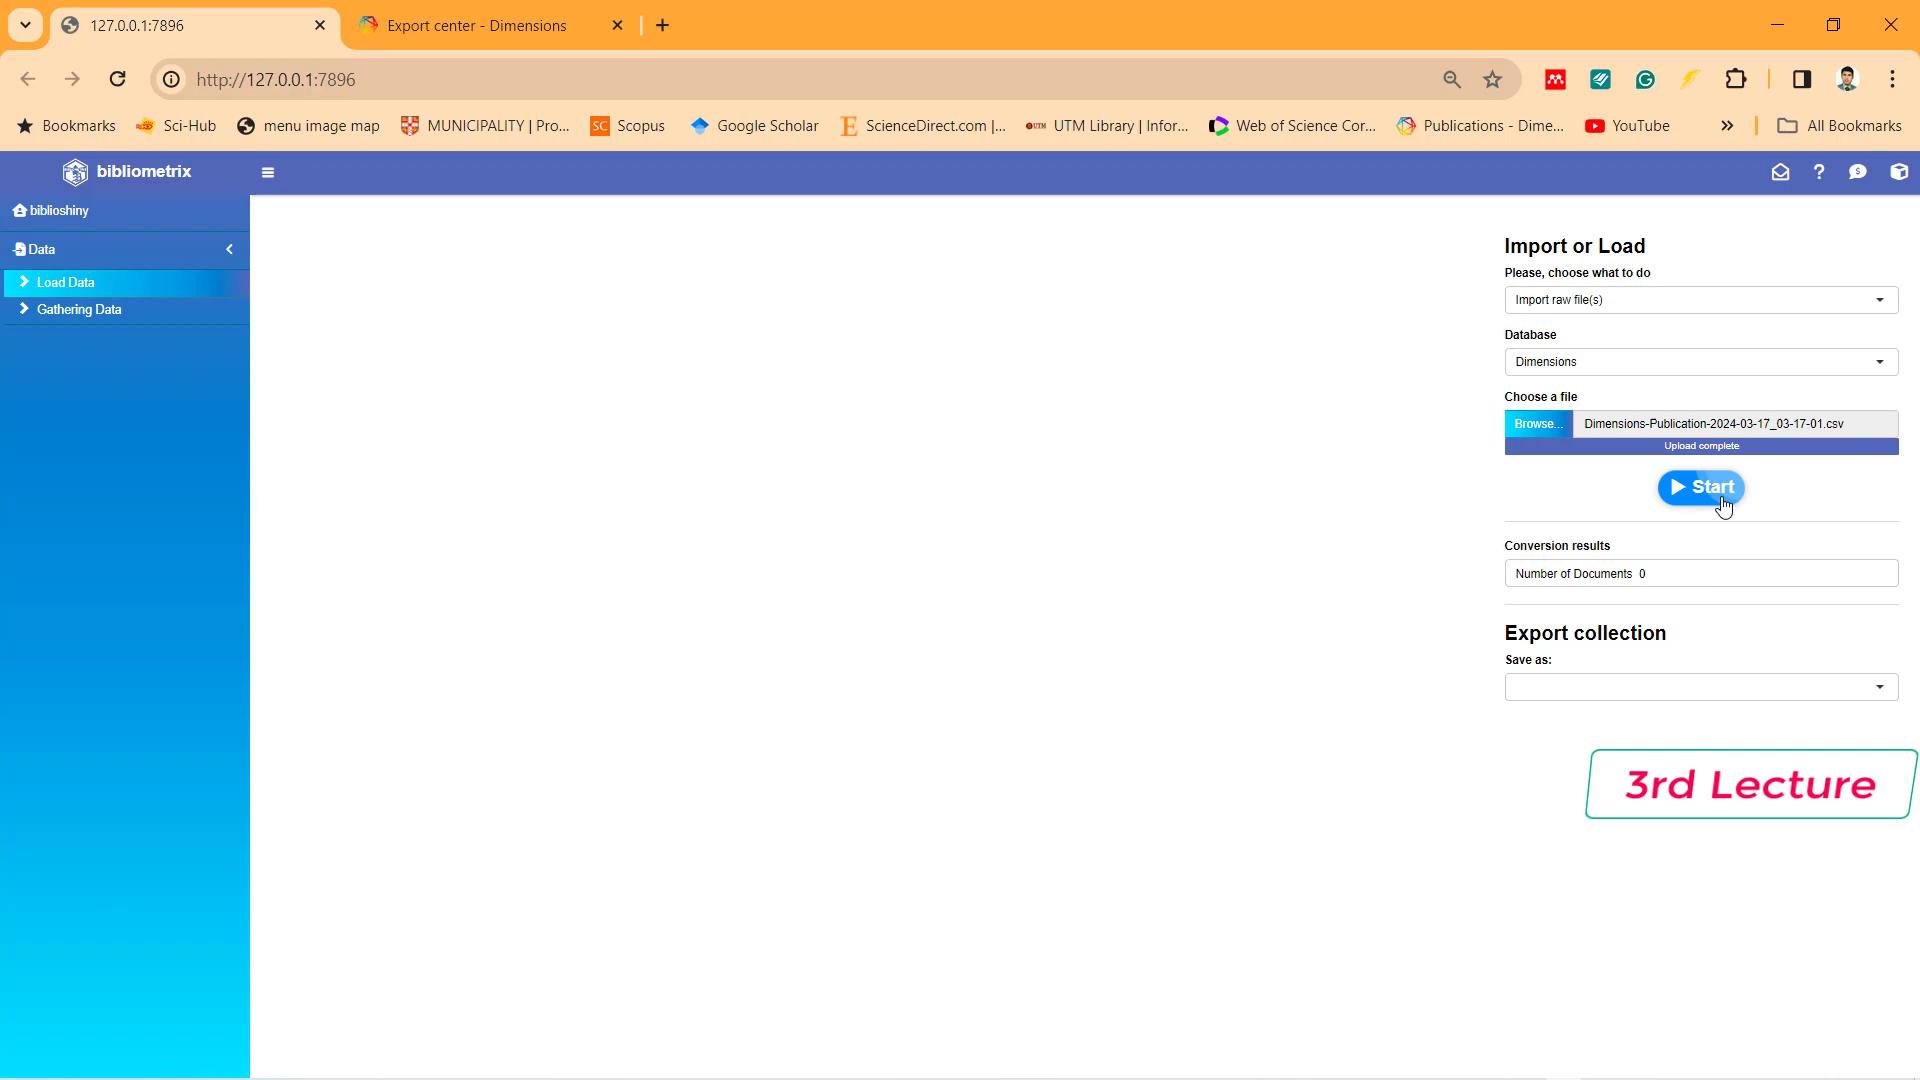 127.0.0.1:7896
Export center - Dimensions
http://127.0.0.1:7896
Bookmarks
Sci-Hub
menu image map
MUNICIPALITY | Pro...
SC Scopus
Google Scholar
ScienceDirect.com |...
UTM Library | Infor...
Web of Science Cor...
Publications - Dime...
YouTube
All Bookmarks
bibliometrix
biblioshiny
Data
Load Data
Gathering Data
Import or Load
Please, choose what to do
Import raw file(s)
Database
Dimensions
Choose a file
Browse... Dimensions-Publication-2024-03-17_03-17-01.csv
Upload complete
Start
Conversion results
Number of Documents 0
Export collection
Save as:
3rd Lecture